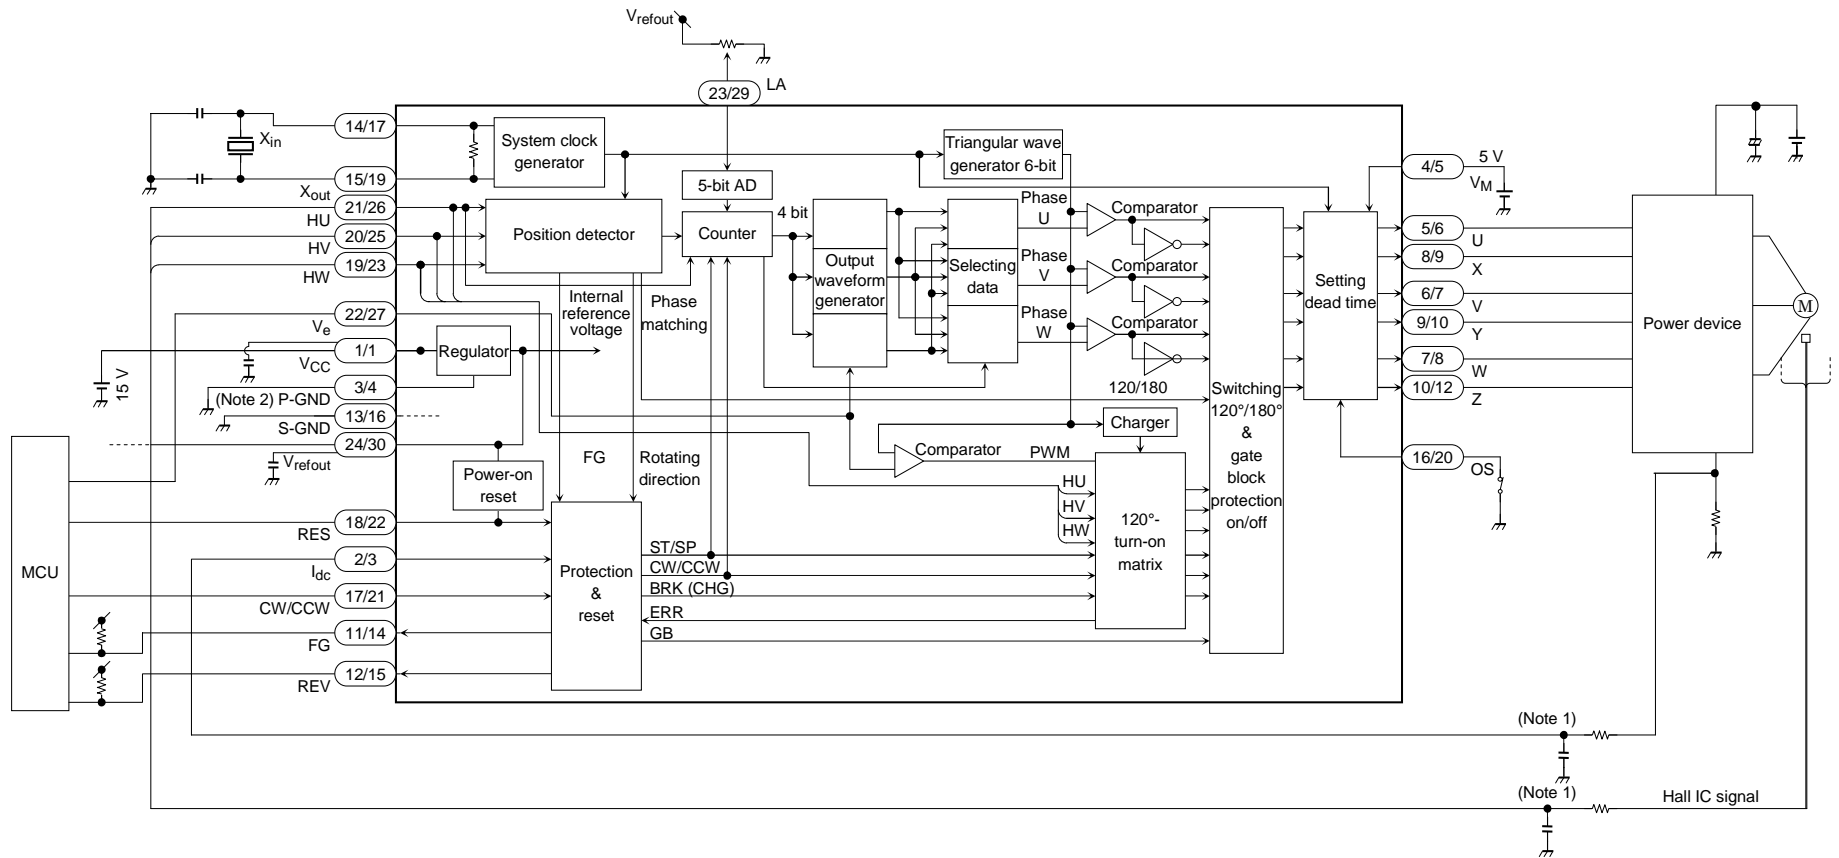 Vrefout
LA
23/29
14/17
Xin
15/19
Xout
21/26
HU
20/25
HV
19/23
HW
22/27
Ve
1/1
VCC
15 V
3/4
(Note 2) P-GND
13/16
S-GND
24/30
Vrefout
MCU
18/22
RES
2/3
Idc
17/21
CW/CCW
11/14
FG
12/15
REV
System clock
generator
Position detector
5-bit AD
Counter
4 bit
Regulator
Internal
reference
voltage
Phase
matching
Power-on
reset
FG
Rotating
direction
Protection
&
reset
ST/SP
CW/CCW
BRK (CHG)
ERR
GB
Output
waveform
generator
Selecting
data
Triangular wave
generator 6-bit
Phase
U
Phase
V
Phase
W
Comparator
Comparator
Comparator
120/180
Comparator
PWM
Charger
HU
HV
HW
120°-
turn-on
matrix
Switching
120°/180°
&
gate
block
protection
on/off
Setting
dead time
4/5
5 V
VM
5/6
U
8/9
X
6/7
V
9/10
Y
7/8
W
10/12
Z
16/20
OS
Power device
M
(Note 1)
(Note 1)
Hall IC signal